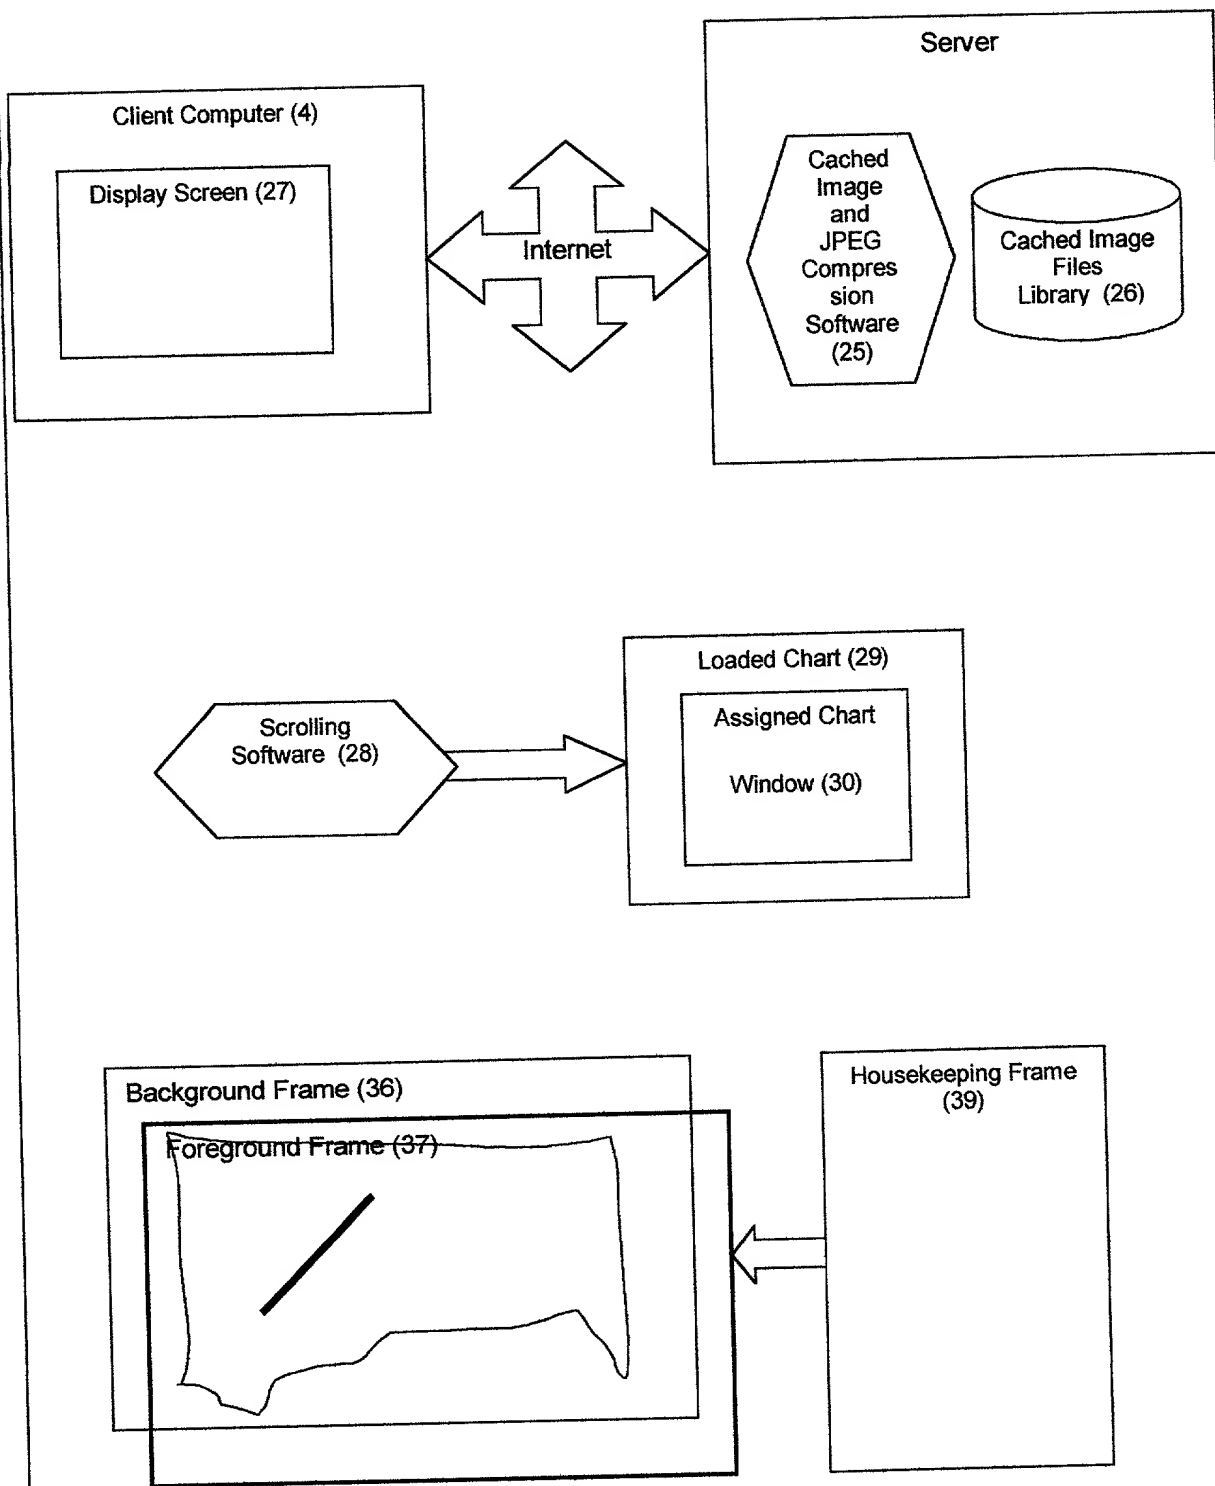 Server
Client Computer (4)
Display Screen (27)
Internet
Cached
Image
and
JPEG
Compres
sion
Software
(25)
Cached Image
Files
Library (26)
Loaded Chart (29)
Assigned Chart
Window (30)
Scrolling
Software (28)
Background Frame (36)
Foreground Frame (37)
Housekeeping Frame
(39)